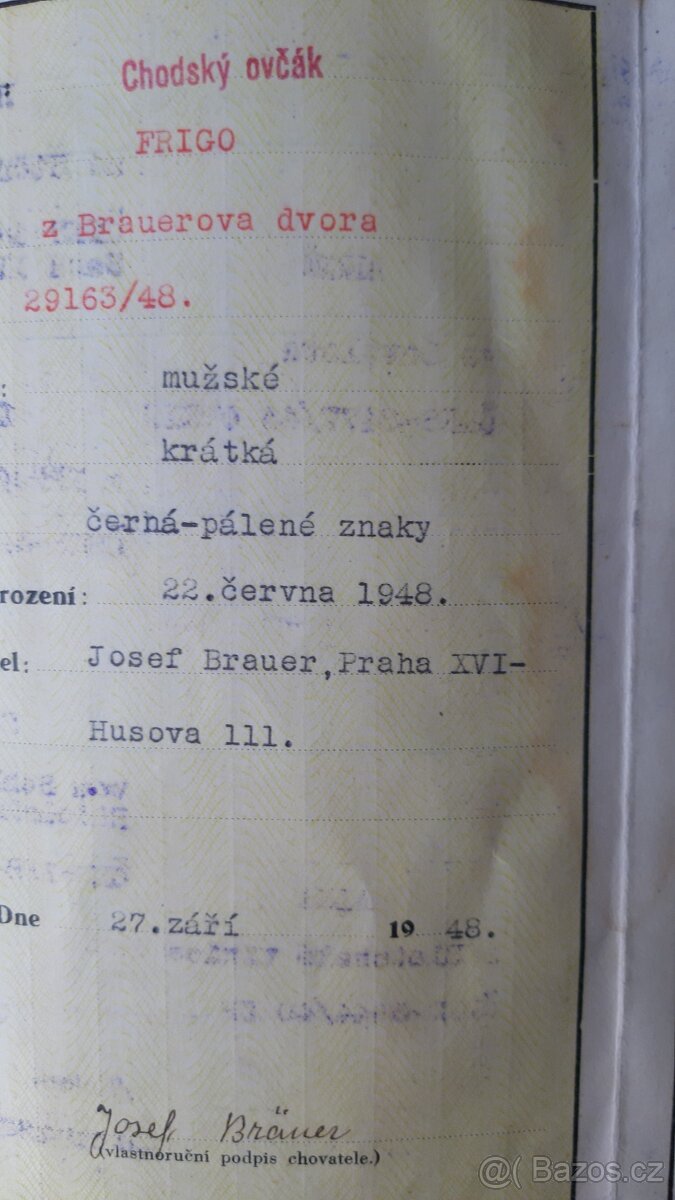 Chodský ovčák
FRIGO
z Brauerova dvora
29163/48.
mužské
krátká
černá-pálené znaky
rození: 22.června 1948.
el: Josef Brauer,Praha XVI-
Husova 111.
Dne 27.září 19 48.
Josef Bräuer
(vlastnoruční podpis chovatele.)
@( Bazos.cz